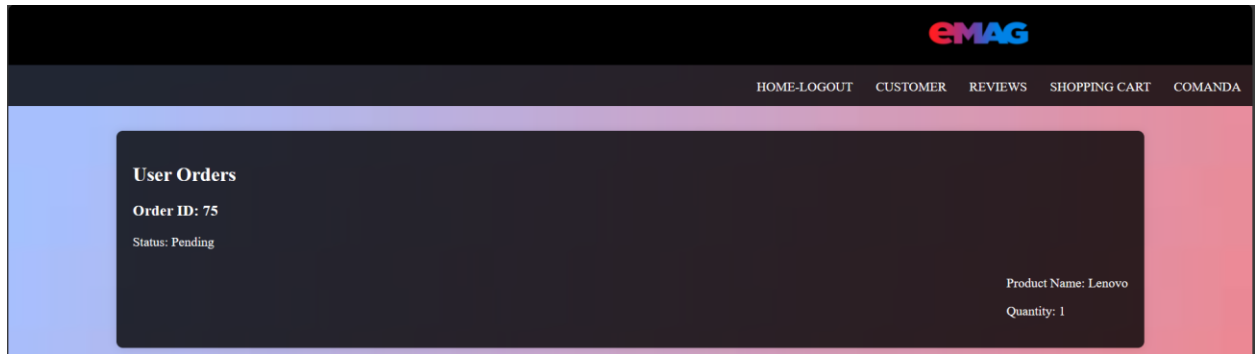 eMAG
HOME-LOGOUT CUSTOMER REVIEWS SHOPPING CART COMANDA
User Orders
Order ID: 75
Status: Pending
Product Name: Lenovo
Quantity: 1